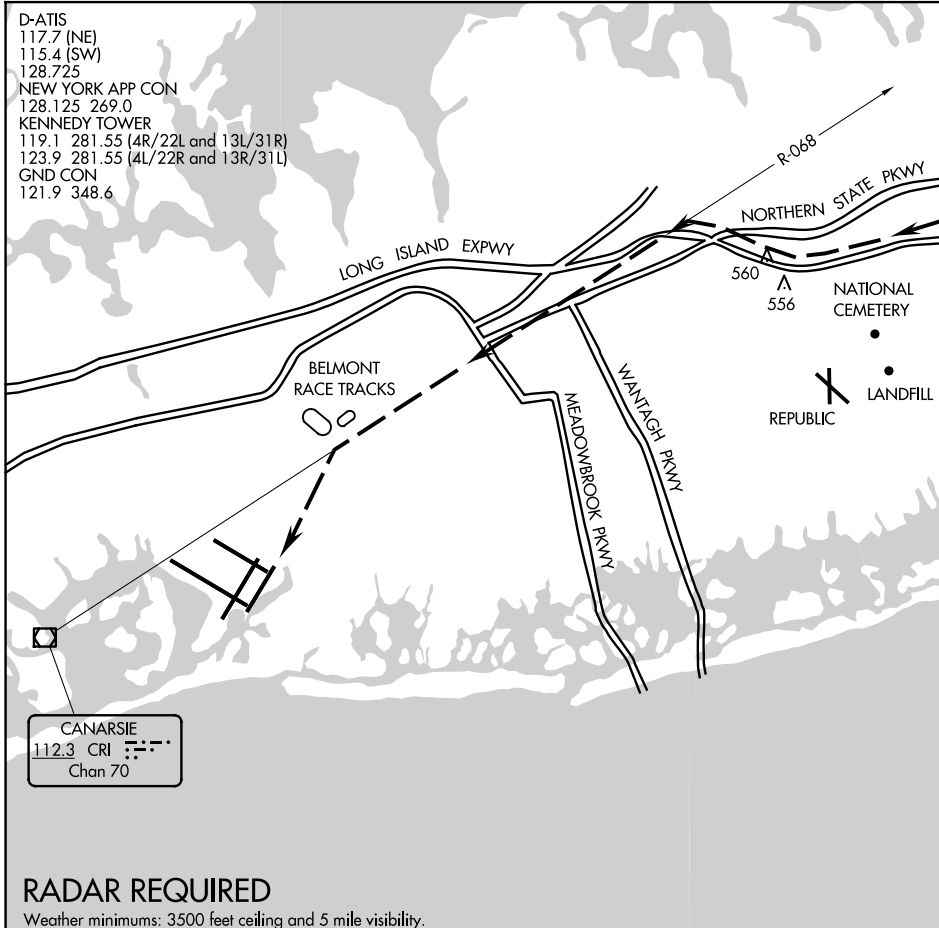 D-ATIS
117.7 (NE)
115.4 (SW)
128.725
NEW YORK APP CON
128.125 269.0
KENNEDY TOWER
119.1 281.55 (4R/22L and 13L/31R)
123.9 281.55 (4L/22R and 13R/31L)
GND CON
121.9 348.6
R-068
NORTHERN STATE PKWY
LONG ISLAND EXPWY
560
556
NATIONAL
CEMETERY
LANDFILL
REPUBLIC
BELMONT
RACE TRACKS
WANTAGH PKWY
MEADOWBROOK PKWY
CANARSIE
112.3 CRI
Chan 70
RADAR REQUIRED
Weather minimums: 3500 feet ceiling and 5 mile visibility.